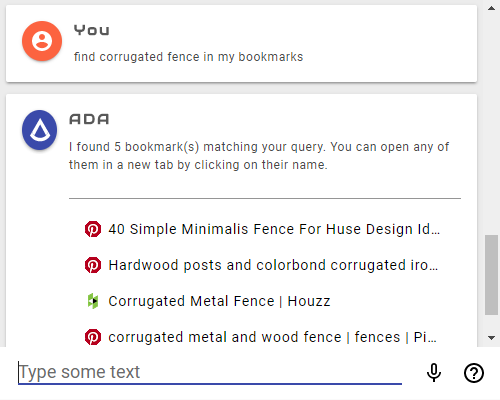 You
find corrugated fence in my bookmarks
ADA
I found 5 bookmark(s) matching your query. You can open any of
them in a new tab by clicking on their name.
40 Simple Minimalis Fence For Huse Design Id...
Hardwood posts and colorbond corrugated iro...
Corrugated Metal Fence | Houzz
corrugated metal and wood fence | fences | Pi...
Type some text